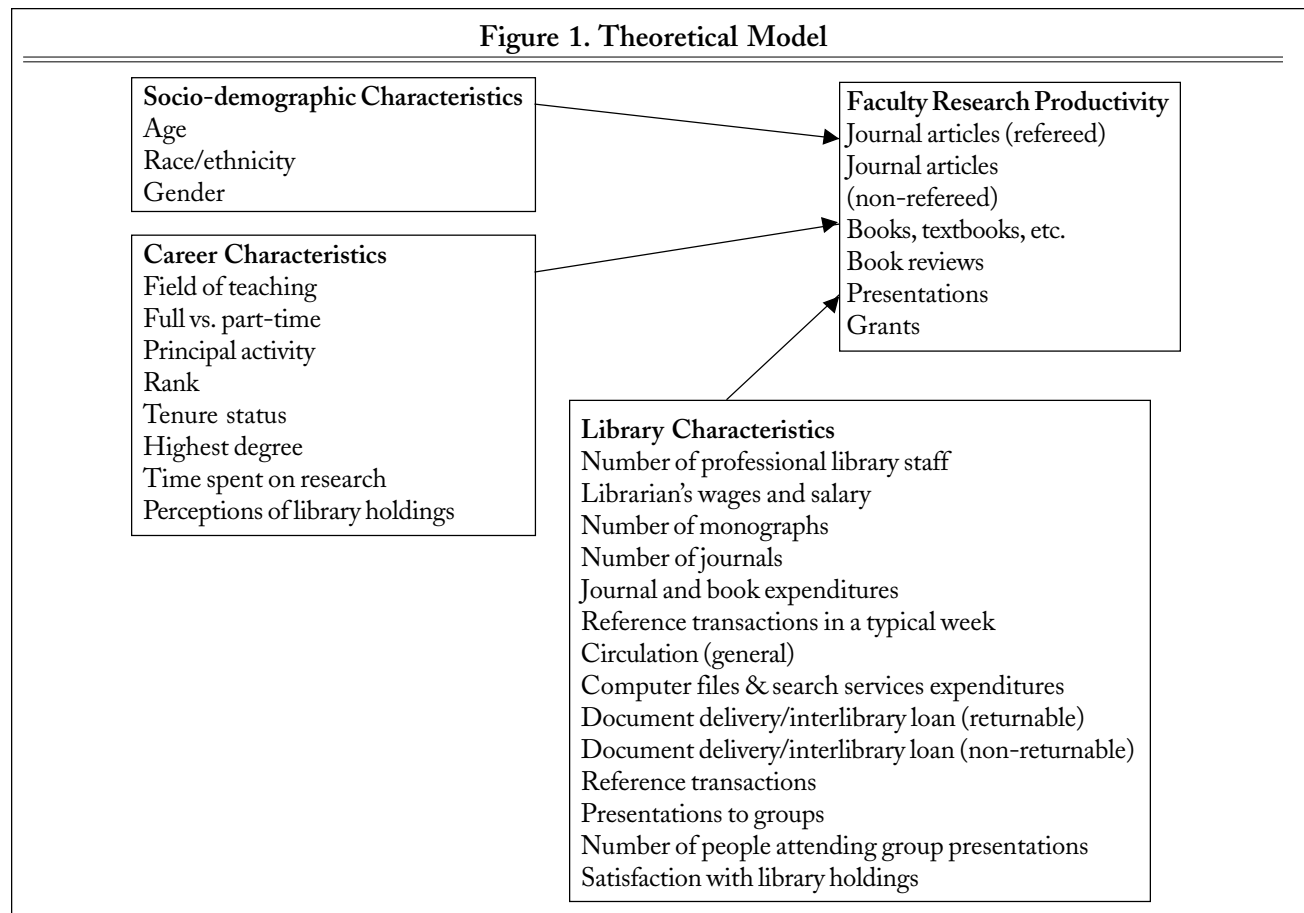 Figure 1. Theoretical Model
Socio-demographic Characteristics
Age
Race/ethnicity
Gender
Career Characteristics
Field of teaching
Full vs. part-time
Principal activity
Rank
Tenure status
Highest degree
Time spent on research
Perceptions of library holdings
Faculty Research Productivity
Journal articles (refereed)
Journal articles
(non-refereed)
Books, textbooks, etc.
Book reviews
Presentations
Grants
Library Characteristics
Number of professional library staff
Librarian's wages and salary
Number of monographs
Number of journals
Journal and book expenditures
Reference transactions in a typical week
Circulation (general)
Computer files & search services expenditures
Document delivery/interlibrary loan (returnable)
Document delivery/interlibrary loan (non-returnable)
Reference transactions
Presentations to groups
Number of people attending group presentations
Satisfaction with library holdings